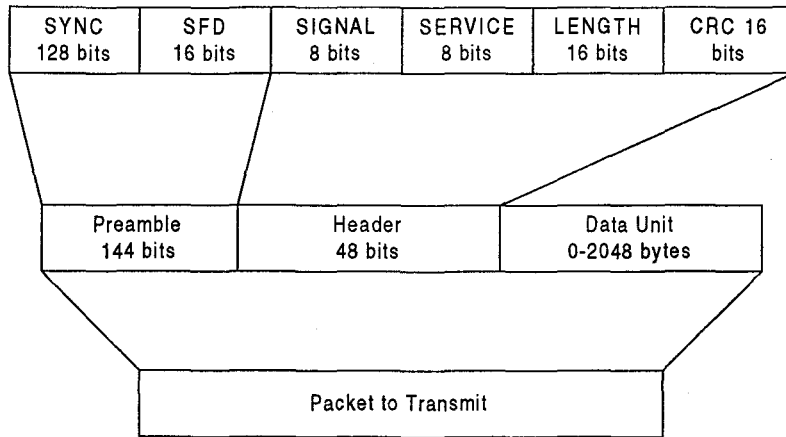 SYNC
128 bits
SFD
16 bits
SIGNAL
8 bits
SERVICE
8 bits
LENGTH
16 bits
CRC 16
bits
Preamble
144 bits
Header
48 bits
Data Unit
0-2048 bytes
Packet to Transmit